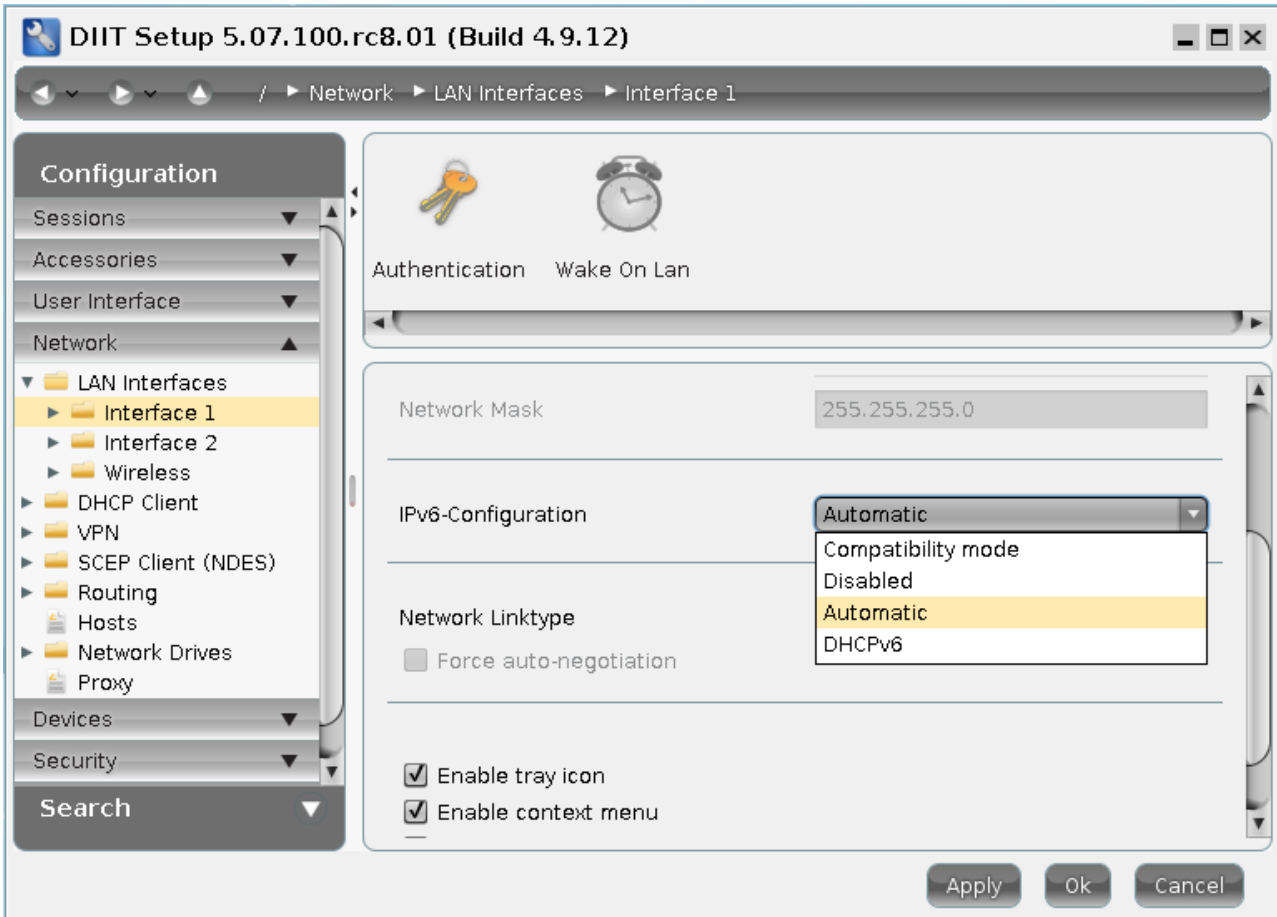 DIIT Setup 5.07.100.rc8.01 (Build 4.9.12)
/ Network LAN Interfaces Interface 1
Configuration
Sessions
Accessories
User Interface
Network
LAN Interfaces
Interface 1
Interface 2
Wireless
DHCP Client
VPN
SCEP Client (NDES)
Routing
Hosts
Network Drives
Proxy
Devices
Security
Search
Authentication Wake On Lan
Network Mask 255.255.255.0
IPv6-Configuration Automatic
Compatibility mode
Disabled
Automatic
DHCPv6
Network Linktype
Force auto-negotiation
Enable tray icon
Enable context menu
Apply Ok Cancel